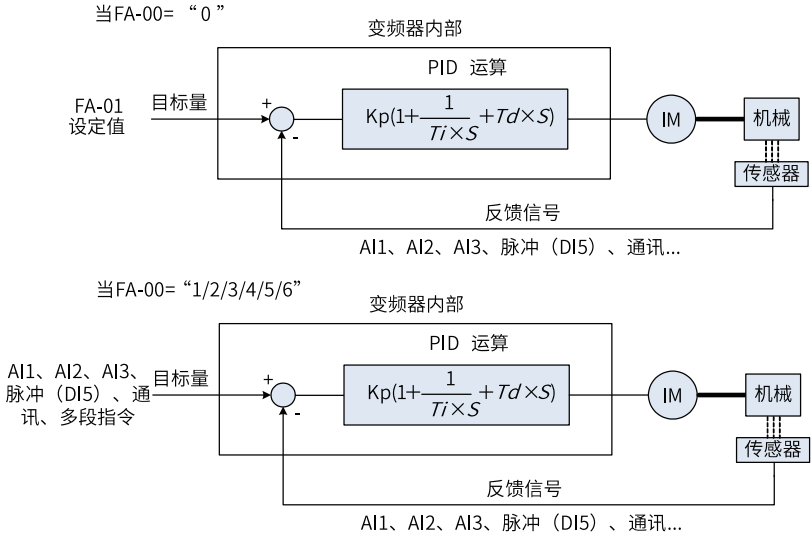 当FA-00= “0”
变频器内部
PID 运算
FA-01
设定值
目标量
+
-
Kp(1+ 1/(Ti×S) +Td×S)
IM
机械
传感器
反馈信号
AI1、AI2、AI3、脉冲（DI5）、通讯...
当FA-00= “1/2/3/4/5/6”
变频器内部
PID 运算
AI1、AI2、AI3、
脉冲（DI5）、通
讯、多段指令
目标量
+
-
Kp(1+ 1/(Ti×S) +Td×S)
IM
机械
传感器
反馈信号
AI1、AI2、AI3、脉冲（DI5）、通讯...